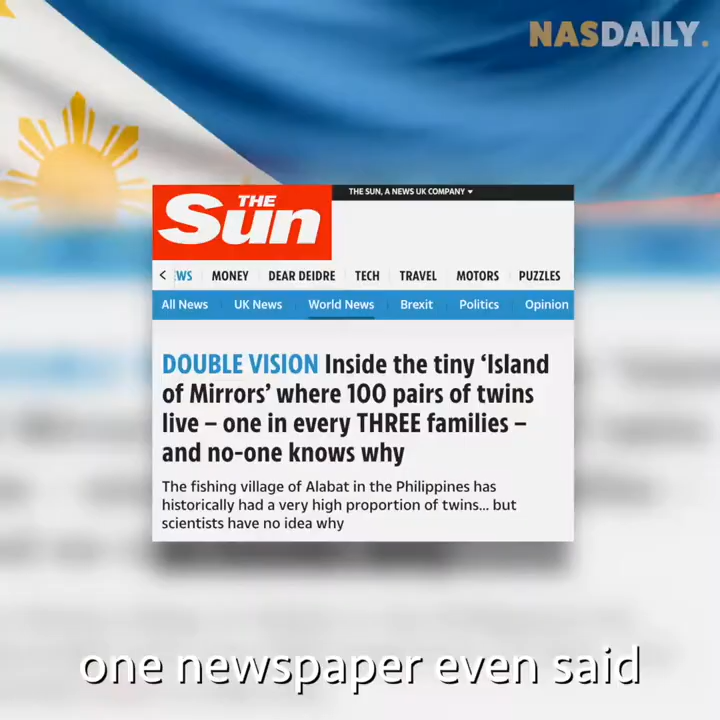 NASDAILY.
THE SUN, A NEWS UK COMPANY
THE
Sun
WS MONEY DEAR DEIDRE TECH TRAVEL MOTORS PUZZLES
All News UK News World News Brexit Politics Opinion
DOUBLE VISION Inside the tiny ‘Island
of Mirrors’ where 100 pairs of twins
live – one in every THREE families –
and no-one knows why
The fishing village of Alabat in the Philippines has
historically had a very high proportion of twins... but
scientists have no idea why
one newspaper even said